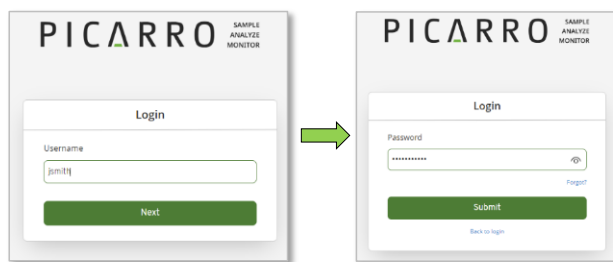 PICARRO SAMPLE
ANALYZE
MONITOR
Login
Username
jsmith
Next
PICARRO SAMPLE
ANALYZE
MONITOR
Login
Password
•••••••••••
Forgot?
Submit
Back to login